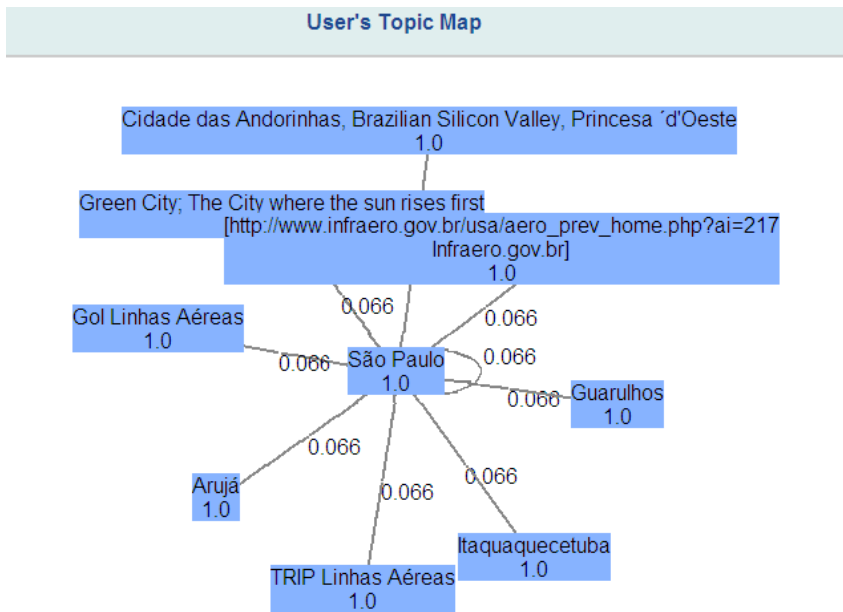 User's Topic Map
Cidade das Andorinhas, Brazilian Silicon Valley, Princesa ´d'Oeste
1.0
Green City; The City where the sun rises first
[http://www.infraero.gov.br/usa/aero_prev_home.php?ai=217
Infraero.gov.br]
1.0
0.066
0.066
Gol Linhas Aéreas
1.0
0.066
São Paulo
1.0
0.066
0.066
Guarulhos
1.0
0.066
0.066
0.066
Arujá
1.0
Itaquaquecetuba
1.0
TRIP Linhas Aéreas
1.0